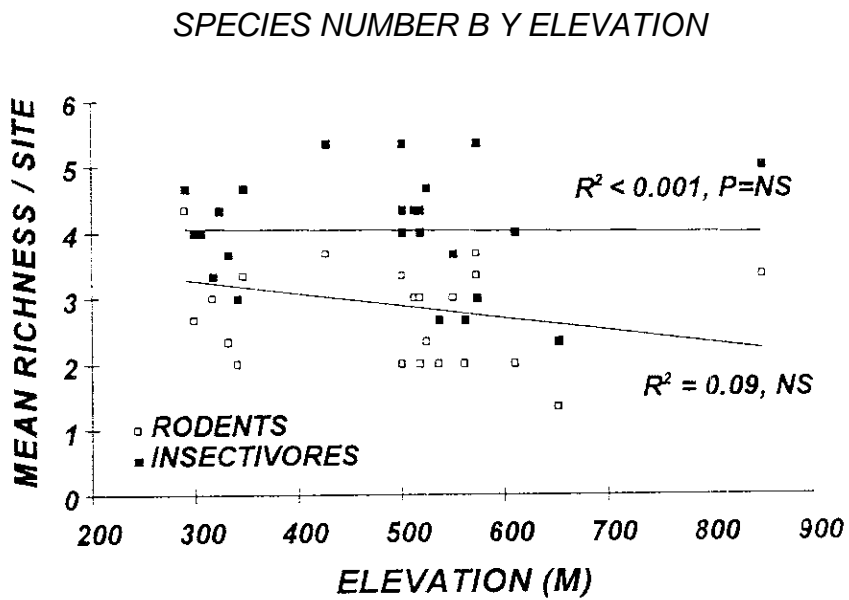 SPECIES NUMBER B Y ELEVATION
MEAN RICHNESS / SITE
6
5
4
3
2
1
0
R² < 0.001, P=NS
R² = 0.09, NS
RODENTS
INSECTIVORES
200 300 400 500 600 700 800 900
ELEVATION (M)